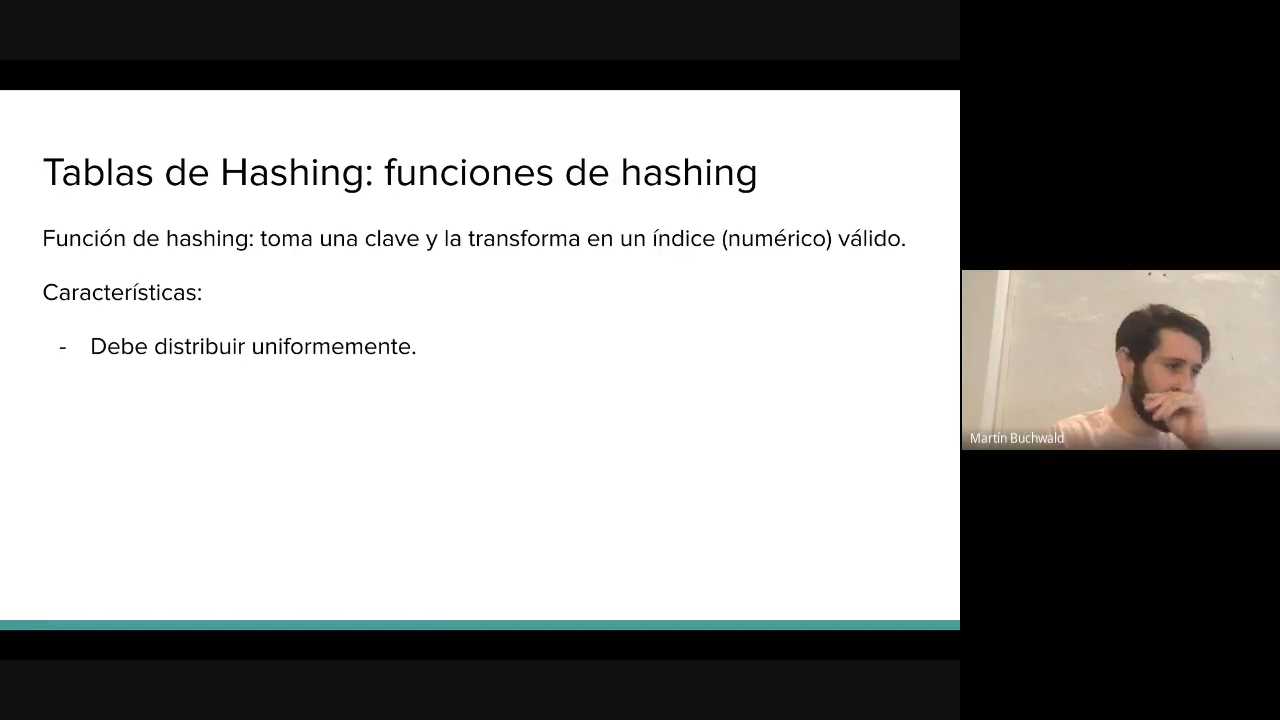 Tablas de Hashing: funciones de hashing
Función de hashing: toma una clave y la transforma en un índice (numérico) válido.
Características:
- Debe distribuir uniformemente.
Martín Buchwald